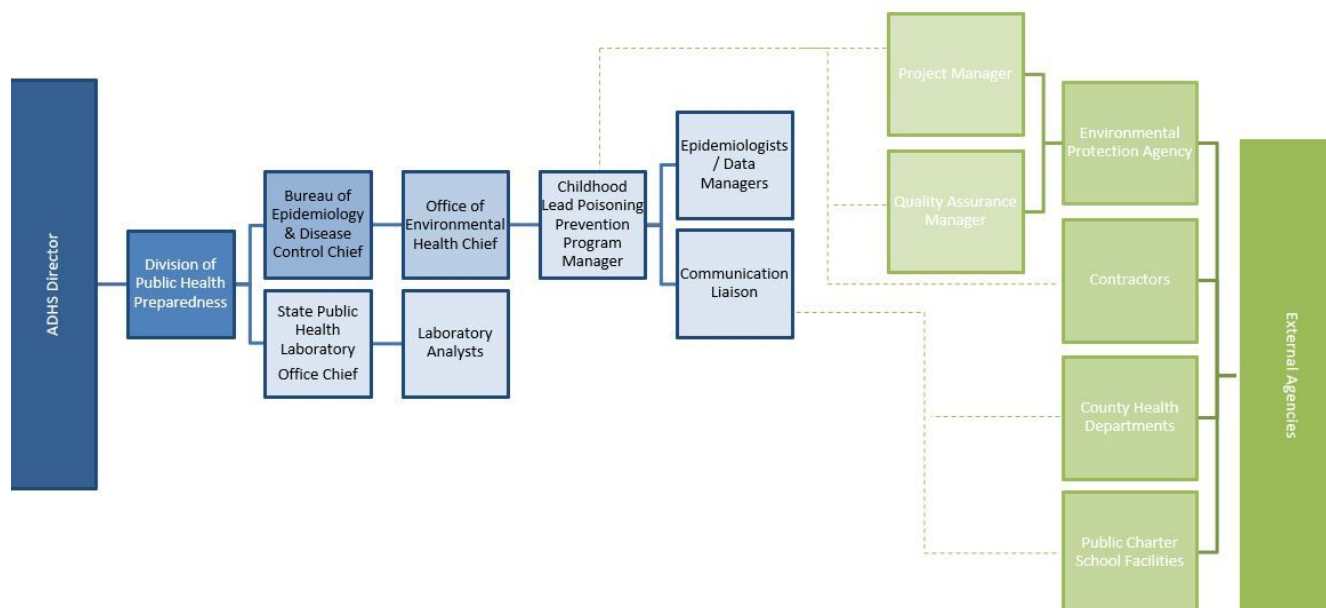 ADHS Director
Division of
Public Health
Preparedness
Bureau of
Epidemiology
& Disease
Control Chief
State Public
Health
Laboratory
Office Chief
Office of
Environmental
Health Chief
Laboratory
Analysts
Childhood
Lead Poisoning
Prevention
Program
Manager
Epidemiologists
/ Data
Managers
Communication
Liaison
Project Manager
Quality Assurance
Manager
Environmental
Protection Agency
Contractors
County Health
Departments
Public Charter
School Facilities
External Agencies